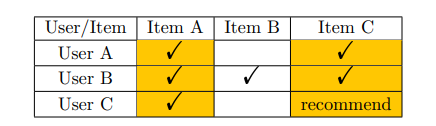 User/Item Item A Item B Item C
User A ✓ ✓
User B ✓ ✓ ✓
User C ✓ recommend